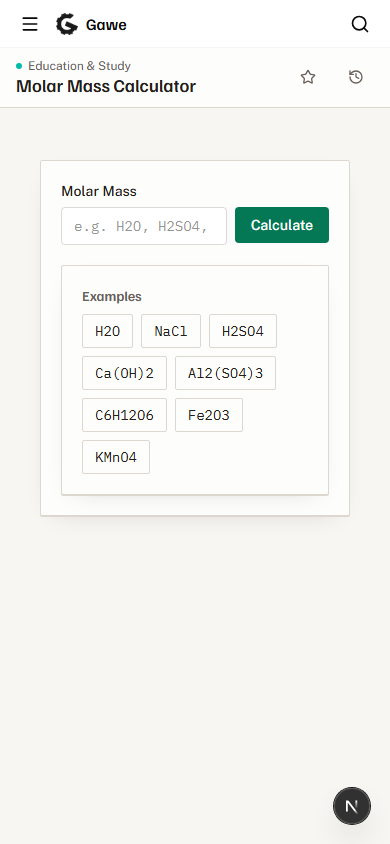 Gawe
Education & Study
Molar Mass Calculator
Molar Mass
e.g. H2O, H2SO4,
Calculate
Examples
H2O
NaCl
H2SO4
Ca(OH)2
Al2(SO4)3
C6H12O6
Fe2O3
KMnO4
N